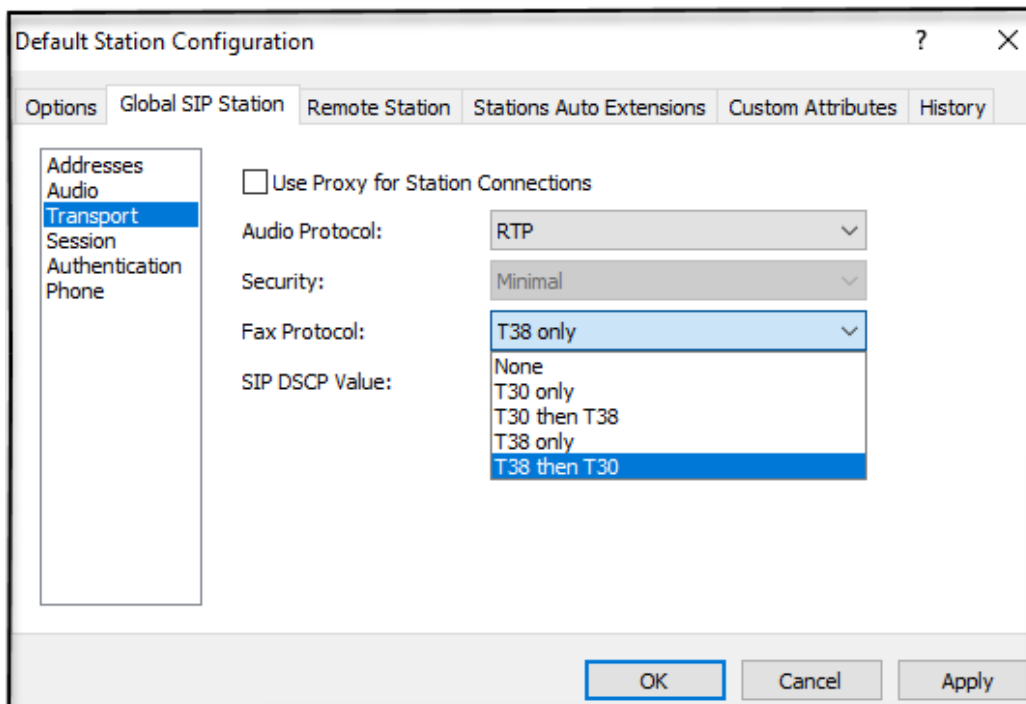 Default Station Configuration ? ×
Options Global SIP Station Remote Station Stations Auto Extensions Custom Attributes History
Addresses
Audio
Transport
Session
Authentication
Phone
Use Proxy for Station Connections
Audio Protocol: RTP
Security: Minimal
Fax Protocol: T38 only
SIP DSCP Value:
None
T30 only
T30 then T38
T38 only
T38 then T30
OK Cancel Apply